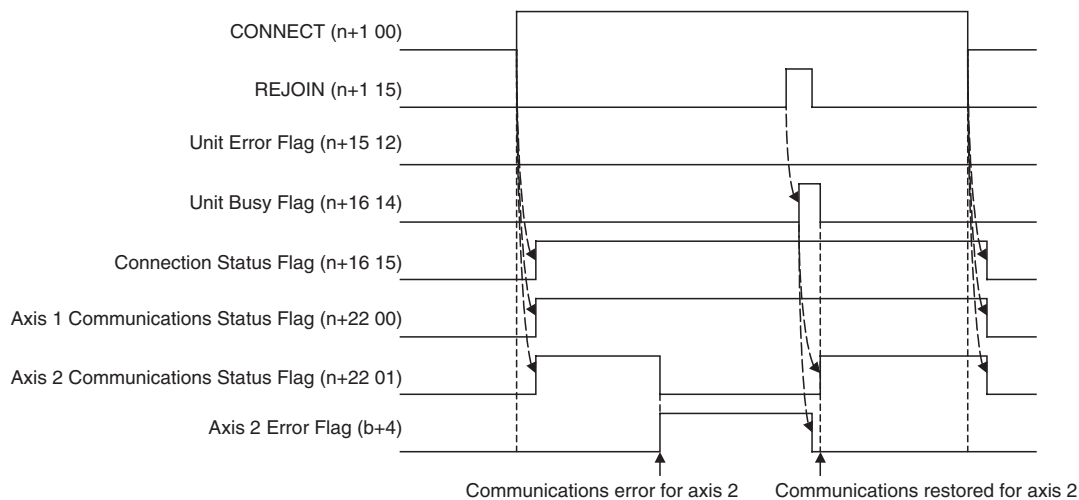 CONNECT (n+1 00)
REJOIN (n+1 15)
Unit Error Flag (n+15 12)
Unit Busy Flag (n+16 14)
Connection Status Flag (n+16 15)
Axis 1 Communications Status Flag (n+22 00)
Axis 2 Communications Status Flag (n+22 01)
Axis 2 Error Flag (b+4)
Communications error for axis 2
Communications restored for axis 2